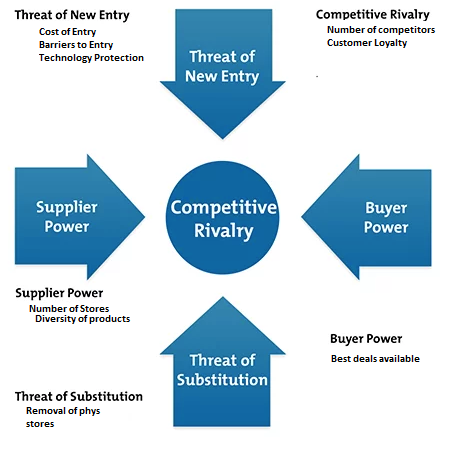 Threat of New Entry
Cost of Entry
Barriers to Entry
Technology Protection
Competitive Rivalry
Number of competitors
Customer Loyalty
Threat of
New Entry
Supplier
Power
Competitive
Rivalry
Buyer
Power
Supplier Power
Number of Stores
Diversity of products
Threat of
Substitution
Buyer Power
Best deals available
Threat of Substitution
Removal of phys
stores